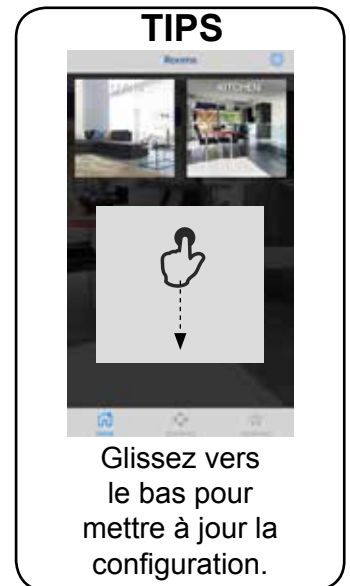 TIPS
Rooms
KITCHEN
Glissez vers
le bas pour
mettre à jour la
configuration.